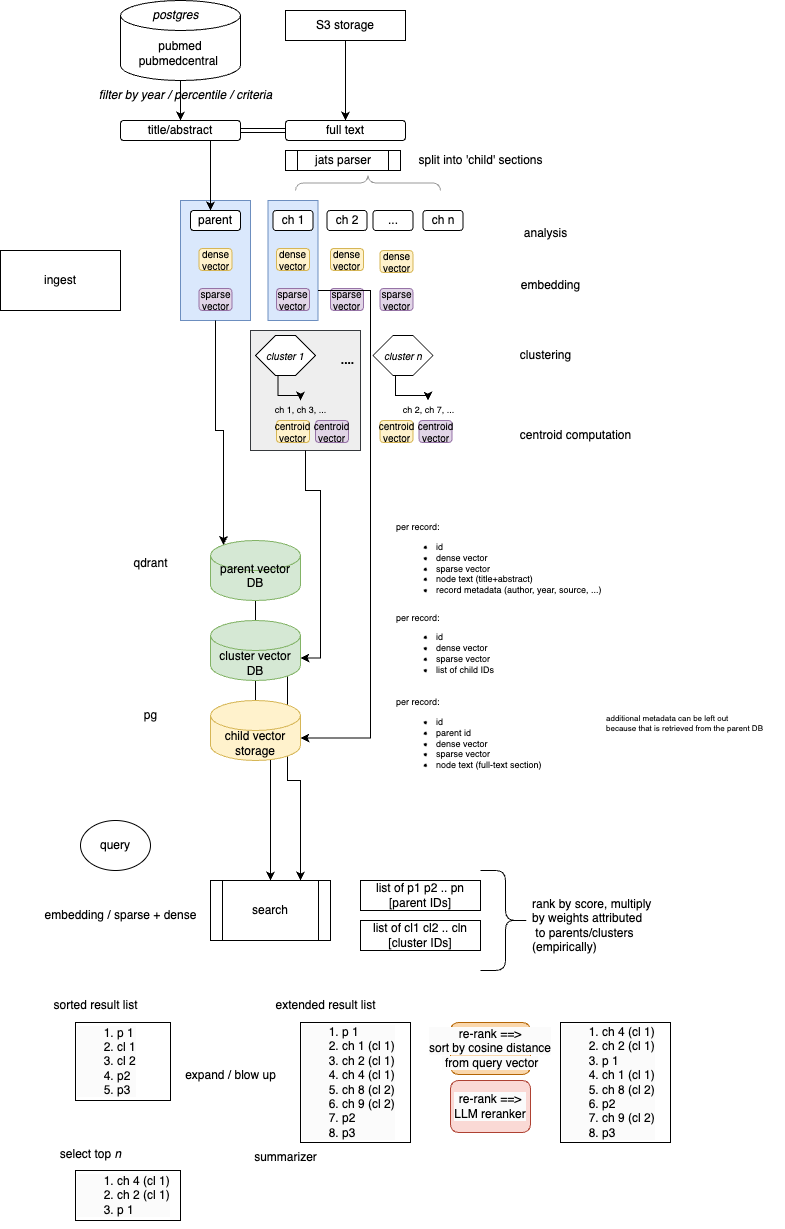 postgres
pubmed
pubmedcentral
S3 storage
filter by year / percentile / criteria
title/abstract
full text
jats parser
split into 'child' sections
parent
ch 1
ch 2
...
ch n
analysis
dense
vector
dense
vector
dense
vector
dense
vector
ingest
embedding
sparse
vector
sparse
vector
sparse
vector
sparse
vector
cluster 1
....
cluster n
clustering
ch 1, ch 3, ...
ch 2, ch 7, ...
centroid
vector
centroid
vector
centroid
vector
centroid
vector
centroid computation
per record:
id
dense vector
sparse vector
node text (title+abstract)
record metadata (author, year, source, ...)
qdrant
parent vector
DB
per record:
id
dense vector
sparse vector
list of child IDs
cluster vector
DB
pg
child vector
storage
per record:
id
parent id
dense vector
sparse vector
node text (full-text section)
additional metadata can be left out
because that is retrieved from the parent DB
query
embedding / sparse + dense
search
list of p1 p2 .. pn
[parent IDs]
list of cl1 cl2 .. cln
[cluster IDs]
rank by score, multiply
by weights attributed
to parents/clusters
(empirically)
sorted result list
1. p 1
2. cl 1
3. cl 2
4. p2
5. p3
expand / blow up
extended result list
1. p 1
2. ch 1 (cl 1)
3. ch 2 (cl 1)
4. ch 4 (cl 1)
5. ch 8 (cl 2)
6. ch 9 (cl 2)
7. p2
8. p3
re-rank ==>
sort by cosine distance
from query vector
re-rank ==>
LLM reranker
1. ch 4 (cl 1)
2. ch 2 (cl 1)
3. p 1
4. ch 1 (cl 1)
5. ch 8 (cl 2)
6. p2
7. ch 9 (cl 2)
8. p3
select top n
1. ch 4 (cl 1)
2. ch 2 (cl 1)
3. p 1
summarizer